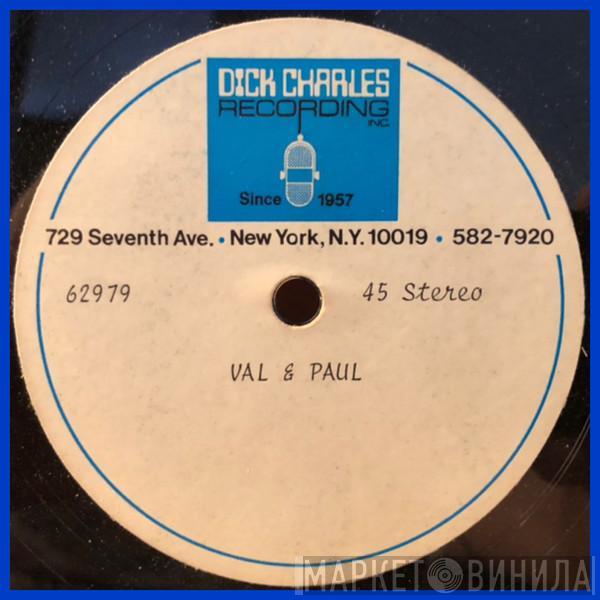 DICK CHARLES
RECORDING
INC.
Since 1957
729 Seventh Ave. • New York, N.Y. 10019 • 582-7920
62979 45 Stereo
VAL & PAUL
МАРКЕТ ВИНИЛА